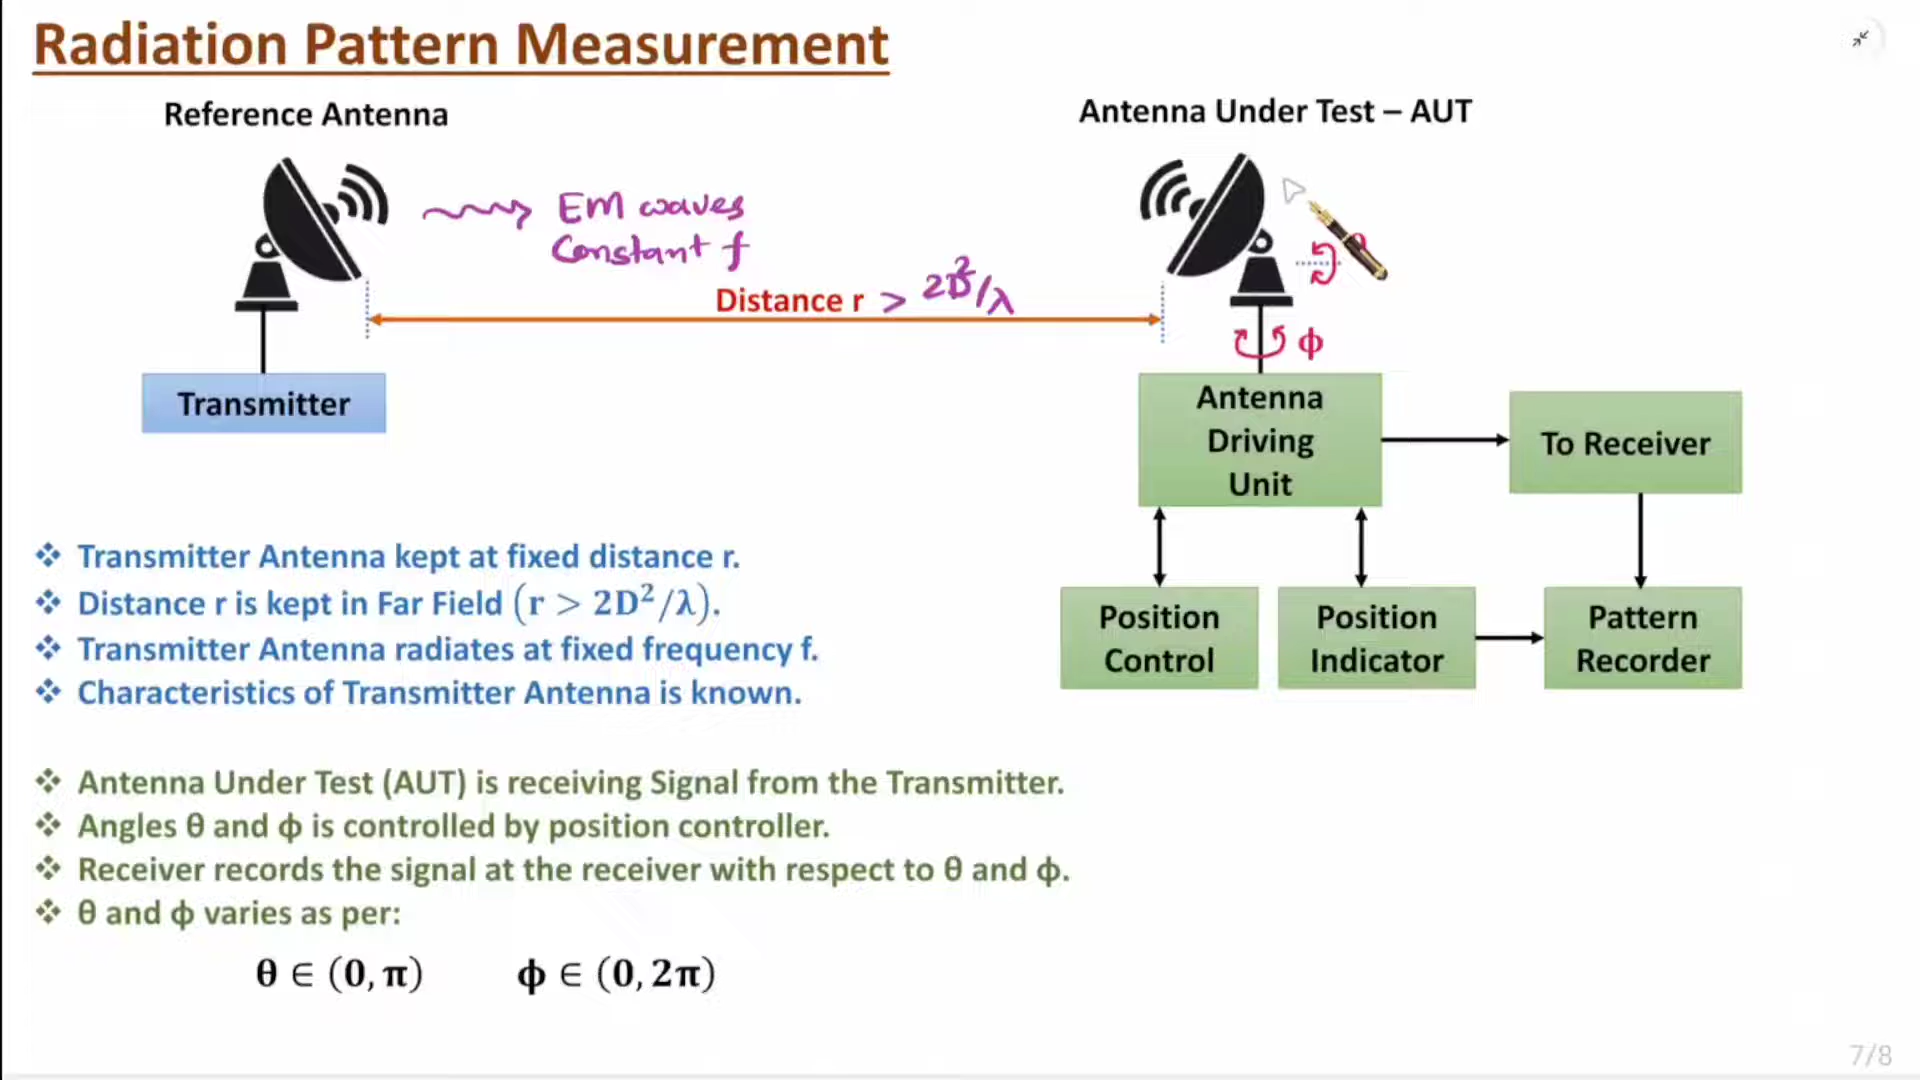 Radiation Pattern Measurement
Reference Antenna
Antenna Under Test – AUT
EM waves
Constant f
Distance r > 2D²/λ
ϕ
Transmitter
Antenna
Driving
Unit
To Receiver
Position
Control
Position
Indicator
Pattern
Recorder
❖ Transmitter Antenna kept at fixed distance r.
❖ Distance r is kept in Far Field (r > 2D²/λ).
❖ Transmitter Antenna radiates at fixed frequency f.
❖ Characteristics of Transmitter Antenna is known.
❖ Antenna Under Test (AUT) is receiving Signal from the Transmitter.
❖ Angles θ and ϕ is controlled by position controller.
❖ Receiver records the signal at the receiver with respect to θ and ϕ.
❖ θ and ϕ varies as per:
θ ∈ (0, π) ϕ ∈ (0, 2π)
7/8